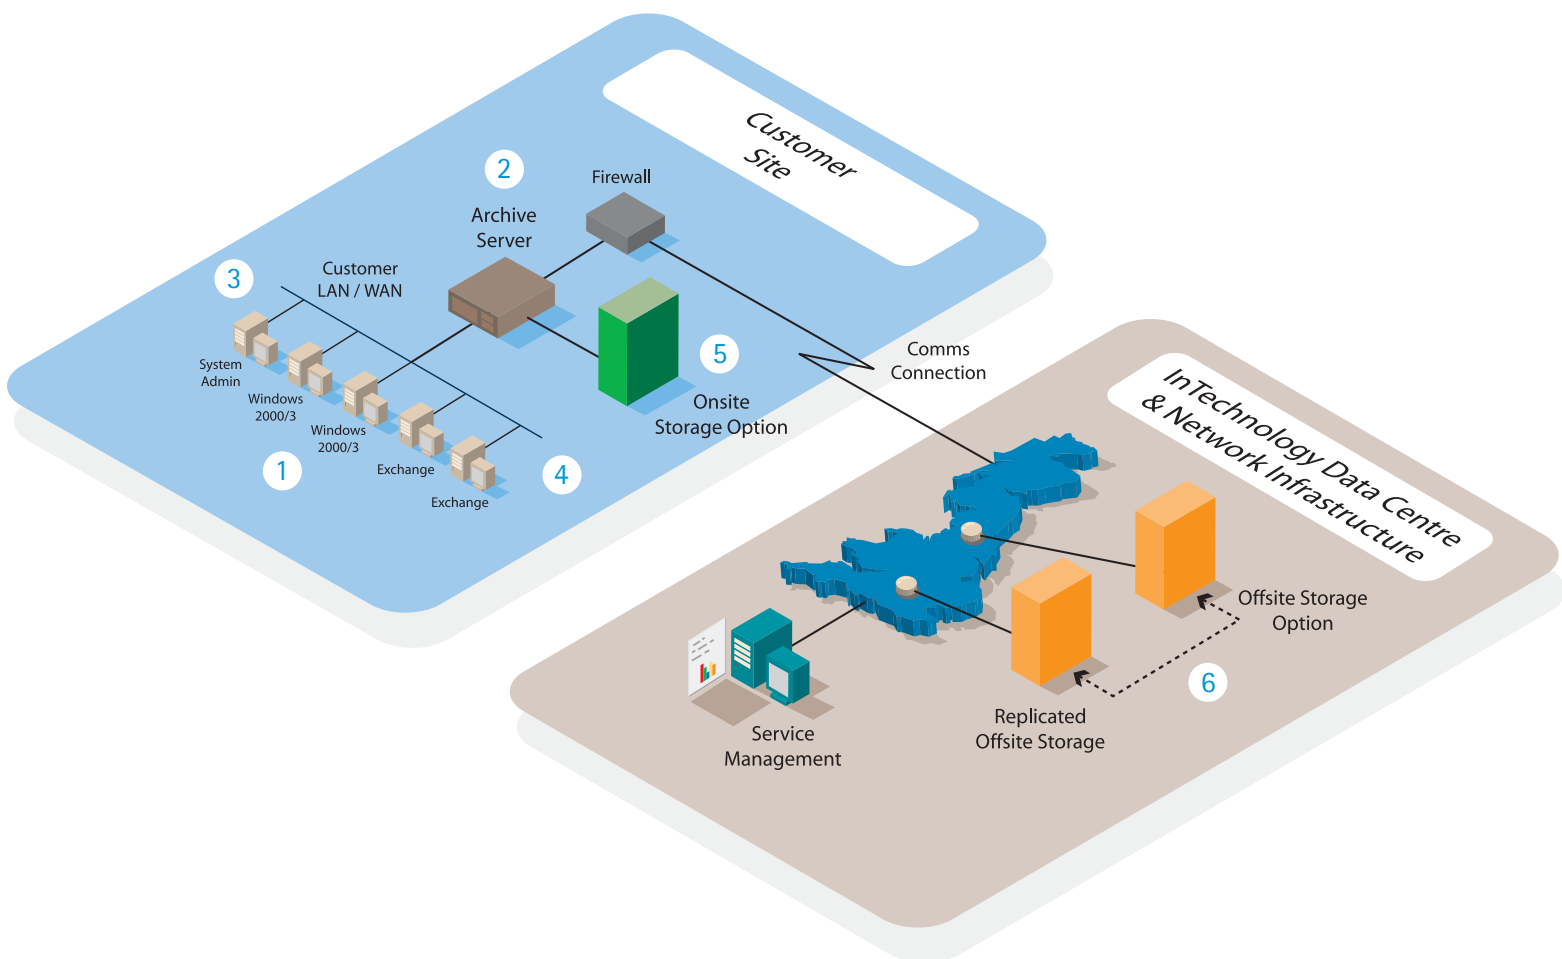 Customer
Site
2
Firewall
Archive
Server
3
Customer
LAN / WAN
System
Admin
Windows
2000/3
Windows
2000/3
Exchange
Exchange
1
4
5
Onsite
Storage Option
Comms
Connection
InTechnology Data Centre
& Network Infrastructure
Offsite Storage
Option
6
Replicated
Offsite Storage
Service
Management